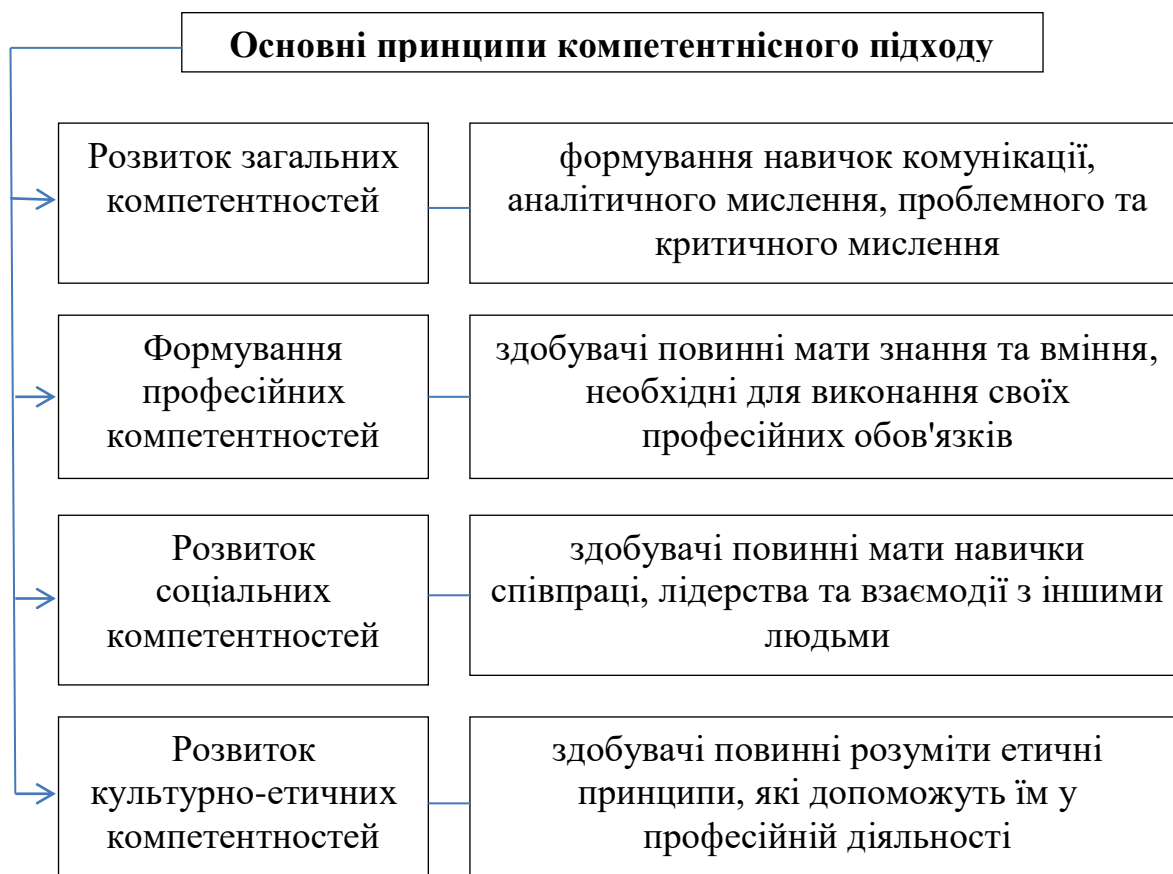 Основні принципи компетентнісного підходу
Розвиток загальних
компетентностей
формування навичок комунікації,
аналітичного мислення, проблемного та
критичного мислення
Формування
професійних
компетентностей
здобувачі повинні мати знання та вміння,
необхідні для виконання своїх
професійних обов'язків
Розвиток
соціальних
компетентностей
здобувачі повинні мати навички
співпраці, лідерства та взаємодії з іншими
людьми
Розвиток
культурно-етичних
компетентностей
здобувачі повинні розуміти етичні
принципи, які допоможуть їм у
професійній діяльності